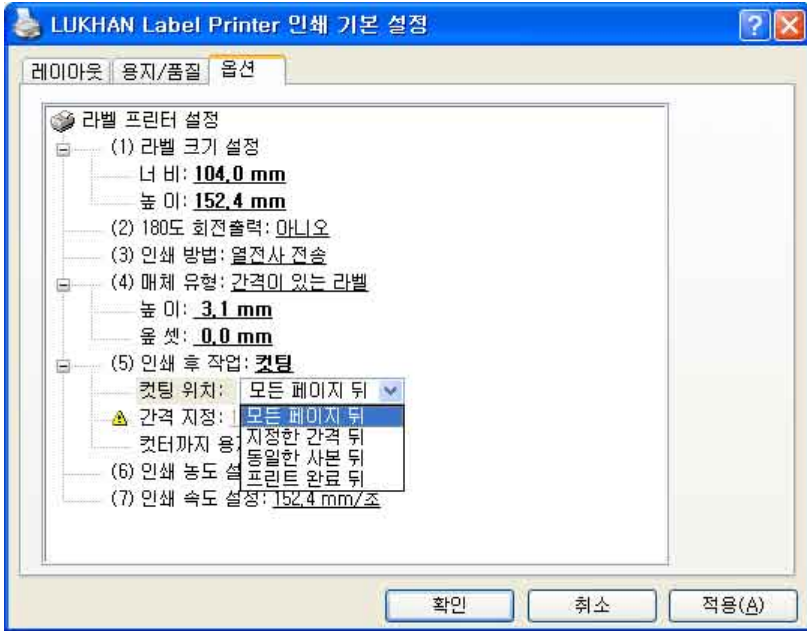 LUKHAN Label Printer 인쇄 기본 설정
레이아웃 용지/품질 옵션
라벨 프린터 설정
(1) 라벨 크기 설정
너 비: 104,0 mm
높 이: 152,4 mm
(2) 180도 회전출력: 아니오
(3) 인쇄 방법: 열전사 전송
(4) 매체 유형: 간격이 있는 라벨
높 이: 3,1 mm
옵 셋: 0,0 mm
(5) 인쇄 후 작업: 컷팅
컷팅 위치: 모든 페이지 뒤
간격 지정: 모든 페이지 뒤
지정한 간격 뒤
컷터까지 동일한 사본 뒤
(6) 인쇄 농도 프린트 완료 뒤
(7) 인쇄 속도 설정: 152,4 mm/초
확인 취소 적용(A)